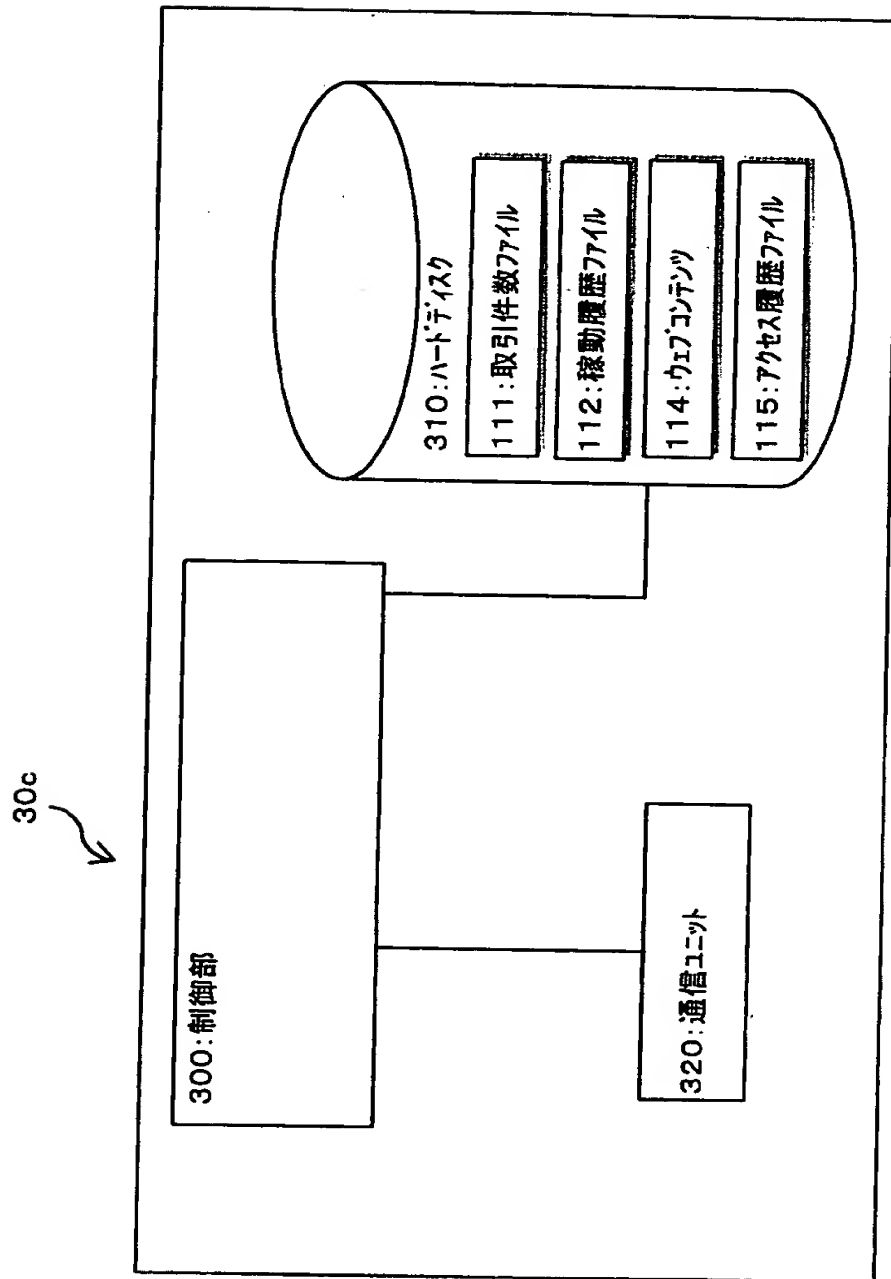 30c
300:制御部
310:ハードディスク
111:取引件数ファイル
112:稼動履歴ファイル
114:ウェブコンテンツ
115:アクセス履歴ファイル
320:通信ユニット